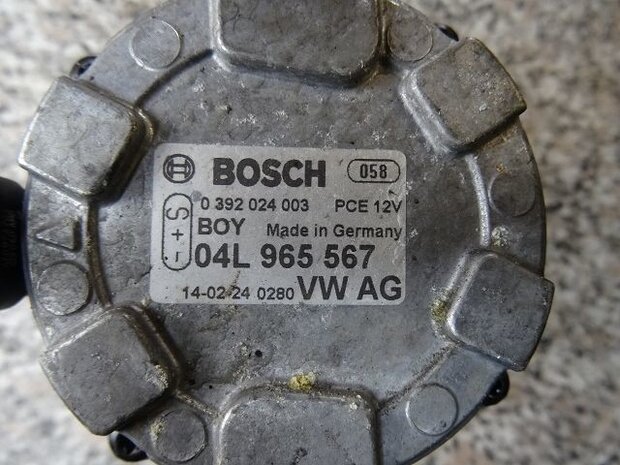 BOSCH 058
0 392 024 003 PCE 12V
S + -
BOY Made in Germany
04L 965 567
14-02-24 0280 VW AG